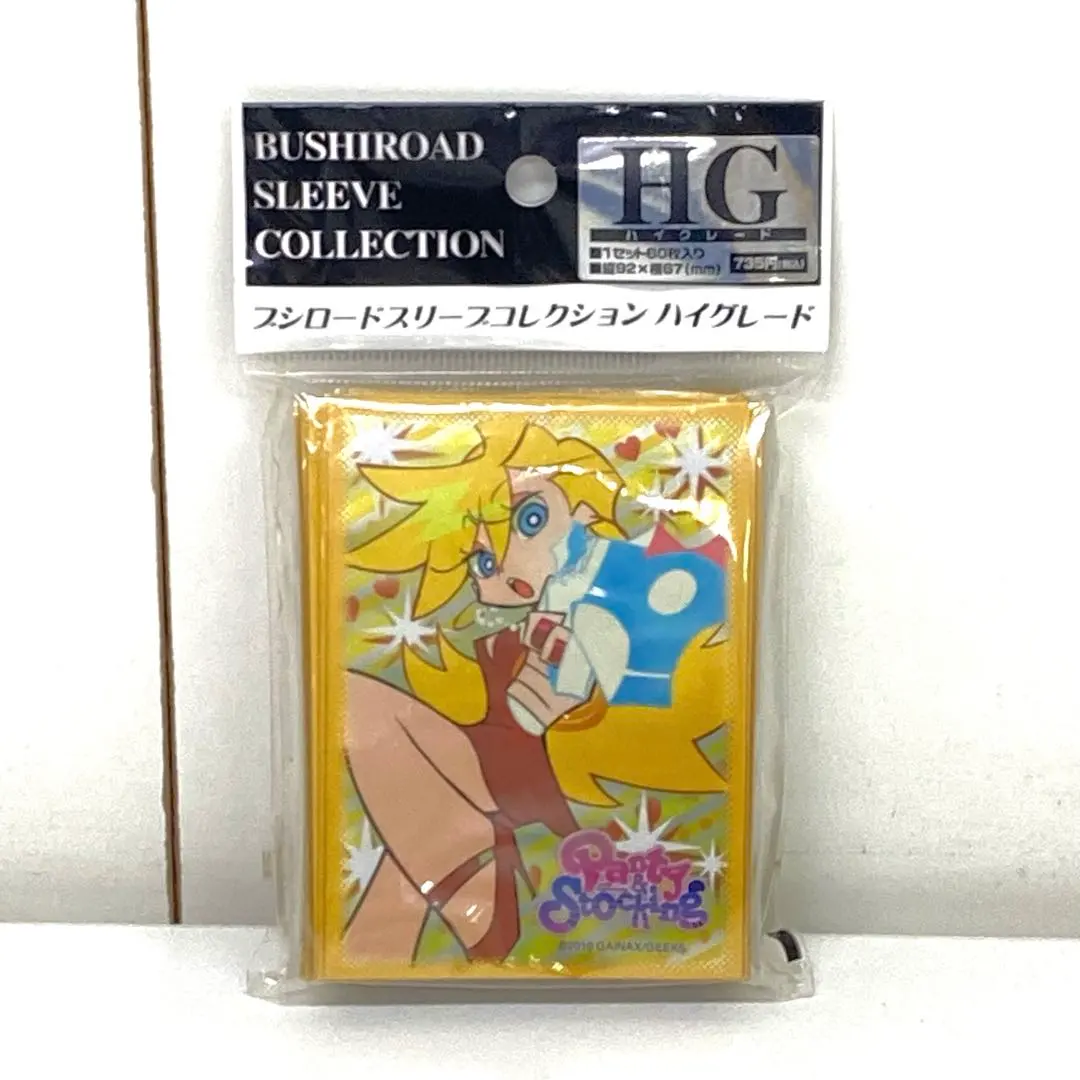 BUSHIROAD
SLEEVE
COLLECTION
HG
ハイグレード
■1セット60枚入り
■縦92×横67(mm)
735円(税込)
ブシロードスリーブコレクション ハイグレード
Panty
&
Stocking
©2010 GAINAX/GEEKS